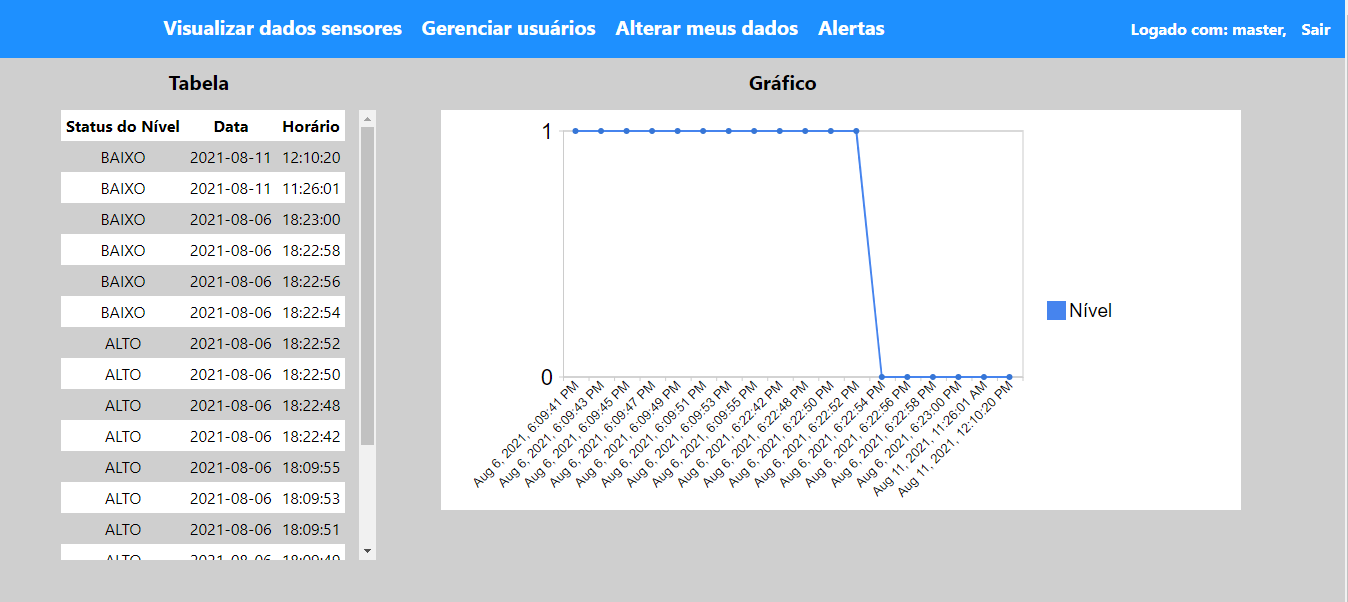 Visualizar dados sensores Gerenciar usuários Alterar meus dados Alertas Logado com: master, Sair
Tabela
Status do Nível Data Horário
BAIXO 2021-08-11 12:10:20
BAIXO 2021-08-11 11:26:01
BAIXO 2021-08-06 18:23:00
BAIXO 2021-08-06 18:22:58
BAIXO 2021-08-06 18:22:56
BAIXO 2021-08-06 18:22:54
ALTO 2021-08-06 18:22:52
ALTO 2021-08-06 18:22:50
ALTO 2021-08-06 18:22:48
ALTO 2021-08-06 18:22:42
ALTO 2021-08-06 18:09:55
ALTO 2021-08-06 18:09:53
ALTO 2021-08-06 18:09:51
ALTO 2021-08-06 18:09:49
Gráfico
1
0
Aug 6, 2021, 6:09:41 PM
Aug 6, 2021, 6:09:43 PM
Aug 6, 2021, 6:09:45 PM
Aug 6, 2021, 6:09:47 PM
Aug 6, 2021, 6:09:49 PM
Aug 6, 2021, 6:09:51 PM
Aug 6, 2021, 6:09:53 PM
Aug 6, 2021, 6:09:55 PM
Aug 6, 2021, 6:22:42 PM
Aug 6, 2021, 6:22:48 PM
Aug 6, 2021, 6:22:50 PM
Aug 6, 2021, 6:22:52 PM
Aug 6, 2021, 6:22:54 PM
Aug 6, 2021, 6:22:56 PM
Aug 6, 2021, 6:22:58 PM
Aug 6, 2021, 6:23:00 PM
Aug 11, 2021, 11:26:01 AM
Aug 11, 2021, 12:10:20 PM
Nível